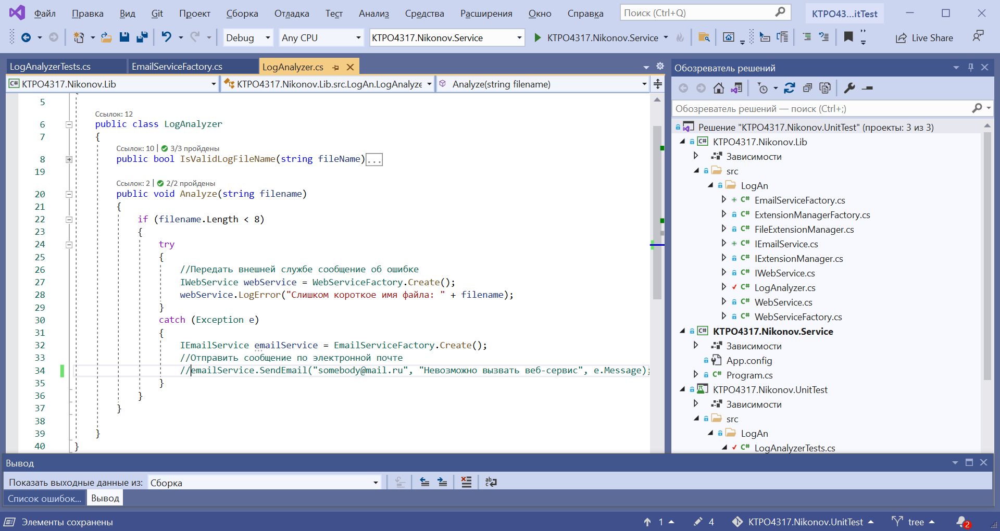 Файл Правка Вид Git Проект Сборка Отладка Тест Анализ Средства Расширения Окно Справка Поиск (Ctrl+Q) KTPO43...itTest
Debug Any CPU KTPO4317.Nikonov.Service KTPO4317.Nikonov.Service Live Share
LogAnalyzerTests.cs EmailServiceFactory.cs LogAnalyzer.cs
KTPO4317.Nikonov.Lib KTPO4317.Nikonov.Lib.src.LogAn.LogAnalyze Analyze(string filename)
5
Ссылок: 12
6 public class LogAnalyzer
7 {
Ссылок: 10 | 3/3 пройдены
8 public bool IsValidLogFileName(string fileName)...
19
Ссылок: 2 | 2/2 пройдены
20 public void Analyze(string filename)
21 {
22 if (filename.Length < 8)
23 {
24 try
25 {
26 //Передать внешней службе сообщение об ошибке
27 IWebService webService = WebServiceFactory.Create();
28 webService.LogError("Слишком короткое имя файла: " + filename);
29 }
30 catch (Exception e)
31 {
32 IEmailService emailService = EmailServiceFactory.Create();
33 //Отправить сообщение по электронной почте
34 //emailService.SendEmail("somebody@mail.ru", "Невозможно вызвать веб-сервис", e.Message);
35 }
36 }
37 }
38
39 }
40 }
Обозреватель решений
Обозреватель решений — поиск (Ctrl+;)
Решение "KTPO4317.Nikonov.UnitTest" (проекты: 3 из 3)
C# KTPO4317.Nikonov.Lib
Зависимости
src
LogAn
C# EmailServiceFactory.cs
C# ExtensionManagerFactory.cs
C# FileExtensionManager.cs
C# IEmailService.cs
C# IExtensionManager.cs
C# IWebService.cs
C# LogAnalyzer.cs
C# WebService.cs
C# WebServiceFactory.cs
C# KTPO4317.Nikonov.Service
Зависимости
App.config
C# Program.cs
KTPO4317.Nikonov.UnitTest
Зависимости
src
LogAn
C# LogAnalyzerTests.cs
Вывод
Показать выходные данные из: Сборка
Список ошибок... Вывод
Элементы сохранены 1 4 KTPO4317.Nikonov.UnitTest tree 2